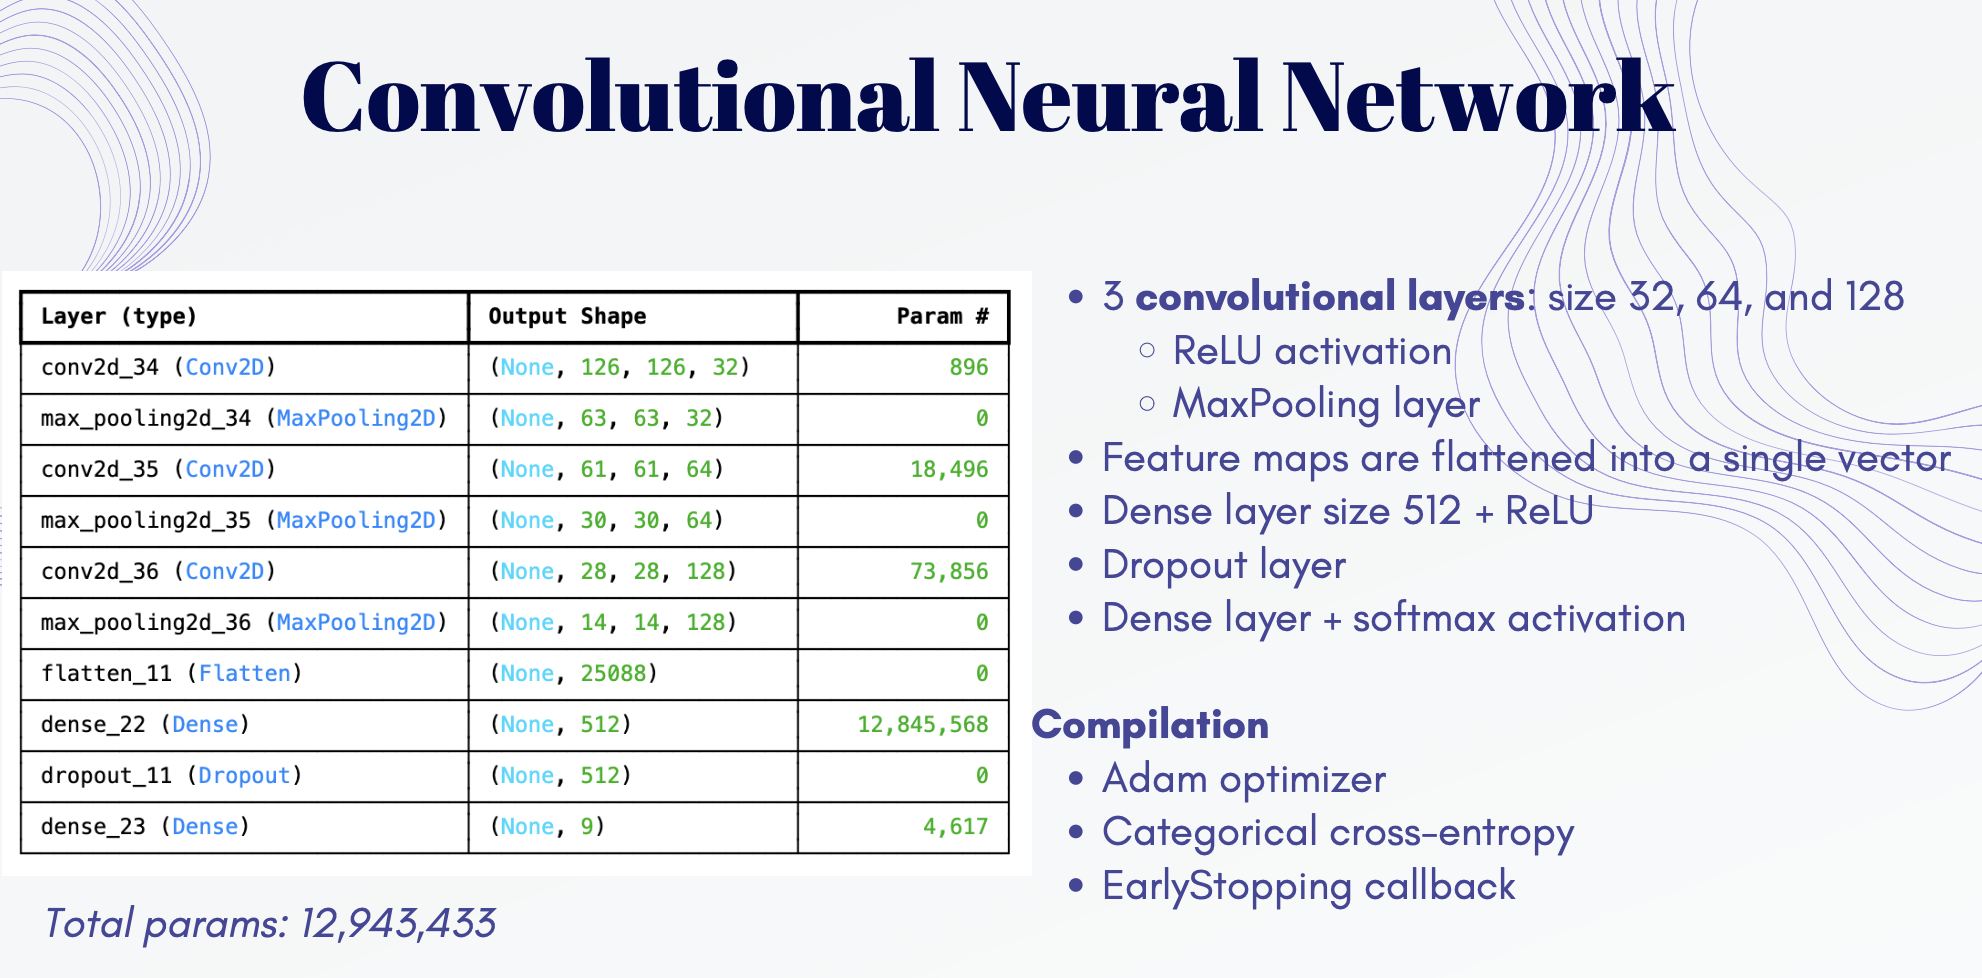 Convolutional Neural Network
Layer (type) Output Shape Param #
conv2d_34 (Conv2D) (None, 126, 126, 32) 896
max_pooling2d_34 (MaxPooling2D) (None, 63, 63, 32) 0
conv2d_35 (Conv2D) (None, 61, 61, 64) 18,496
max_pooling2d_35 (MaxPooling2D) (None, 30, 30, 64) 0
conv2d_36 (Conv2D) (None, 28, 28, 128) 73,856
max_pooling2d_36 (MaxPooling2D) (None, 14, 14, 128) 0
flatten_11 (Flatten) (None, 25088) 0
dense_22 (Dense) (None, 512) 12,845,568
dropout_11 (Dropout) (None, 512) 0
dense_23 (Dense) (None, 9) 4,617
Total params: 12,943,433
• 3 convolutional layers: size 32, 64, and 128
○ ReLU activation
○ MaxPooling layer
• Feature maps are flattened into a single vector
• Dense layer size 512 + ReLU
• Dropout layer
• Dense layer + softmax activation
Compilation
• Adam optimizer
• Categorical cross-entropy
• EarlyStopping callback